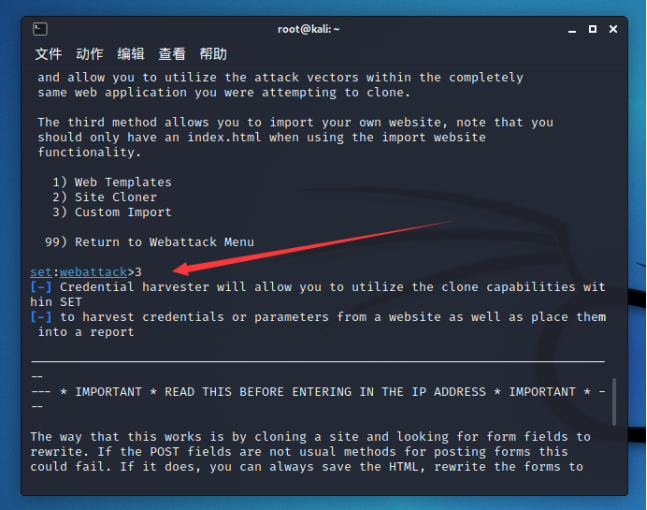 root@kali: ~
文件 动作 编辑 查看 帮助
and allow you to utilize the attack vectors within the completely
same web application you were attempting to clone.
The third method allows you to import your own website, note that you
should only have an index.html when using the import website
functionality.
1) Web Templates
2) Site Cloner
3) Custom Import
99) Return to Webattack Menu
set:webattack>3
[-] Credential harvester will allow you to utilize the clone capabilities wit
hin SET
[-] to harvest credentials or parameters from a website as well as place them
into a report
--
--- * IMPORTANT * READ THIS BEFORE ENTERING IN THE IP ADDRESS * IMPORTANT * -
--
The way that this works is by cloning a site and looking for form fields to
rewrite. If the POST fields are not usual methods for posting forms this
could fail. If it does, you can always save the HTML, rewrite the forms to